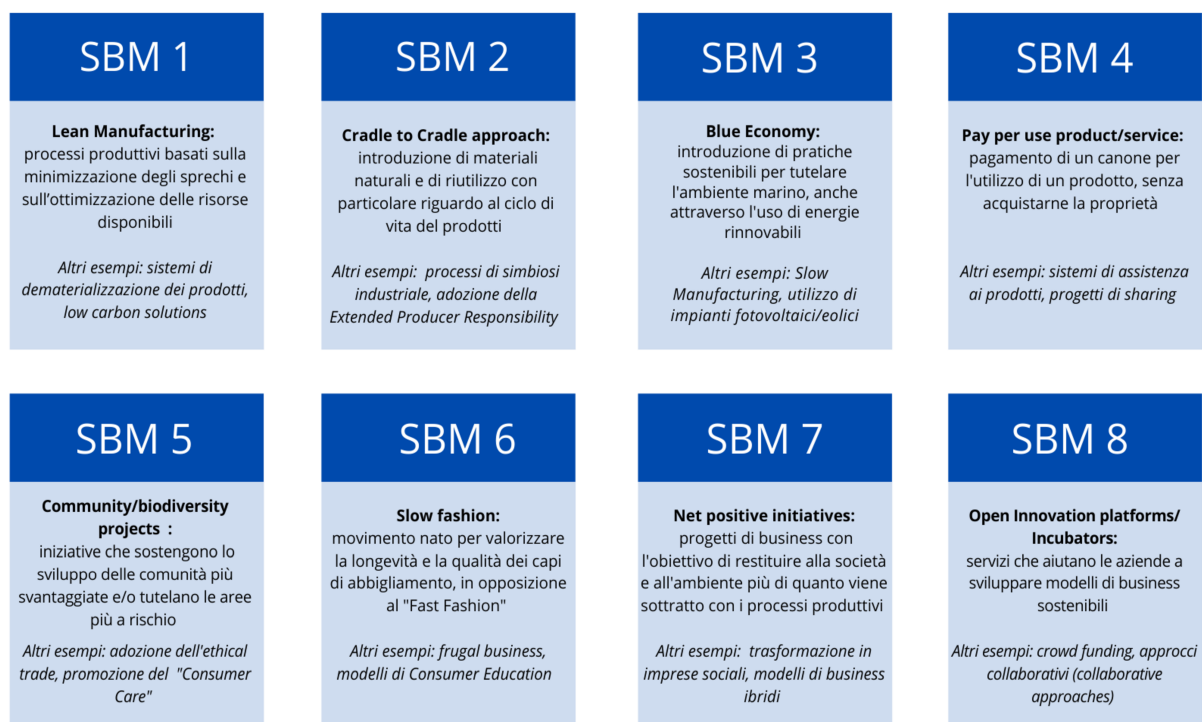 SBM 1
Lean Manufacturing:
processi produttivi basati sulla
minimizzazione degli sprechi e
sull'ottimizzazione delle risorse
disponibili
Altri esempi: sistemi di
dematerializzazione dei prodotti,
low carbon solutions
SBM 2
Cradle to Cradle approach:
introduzione di materiali
naturali e di riutilizzo con
particolare riguardo al ciclo di
vita del prodotti
Altri esempi: processi di simbiosi
industriale, adozione della
Extended Producer Responsibility
SBM 3
Blue Economy:
introduzione di pratiche
sostenibili per tutelare
l'ambiente marino, anche
attraverso l'uso di energie
rinnovabili
Altri esempi: Slow
Manufacturing, utilizzo di
impianti fotovoltaici/eolici
SBM 4
Pay per use product/service:
pagamento di un canone per
l'utilizzo di un prodotto, senza
acquistarne la proprietà
Altri esempi: sistemi di assistenza
ai prodotti, progetti di sharing
SBM 5
Community/biodiversity
projects :
iniziative che sostengono lo
sviluppo delle comunità più
svantaggiate e/o tutelano le aree
più a rischio
Altri esempi: adozione dell'ethical
trade, promozione del "Consumer
Care"
SBM 6
Slow fashion:
movimento nato per valorizzare
la longevità e la qualità dei capi
di abbigliamento, in opposizione
al "Fast Fashion"
Altri esempi: frugal business,
modelli di Consumer Education
SBM 7
Net positive initiatives:
progetti di business con
l'obiettivo di restituire alla società
e all'ambiente più di quanto viene
sottratto con i processi produttivi
Altri esempi: trasformazione in
imprese sociali, modelli di business
ibridi
SBM 8
Open Innovation platforms/
Incubators:
servizi che aiutano le aziende a
sviluppare modelli di business
sostenibili
Altri esempi: crowd funding, approcci
collaborativi (collaborative
approaches)